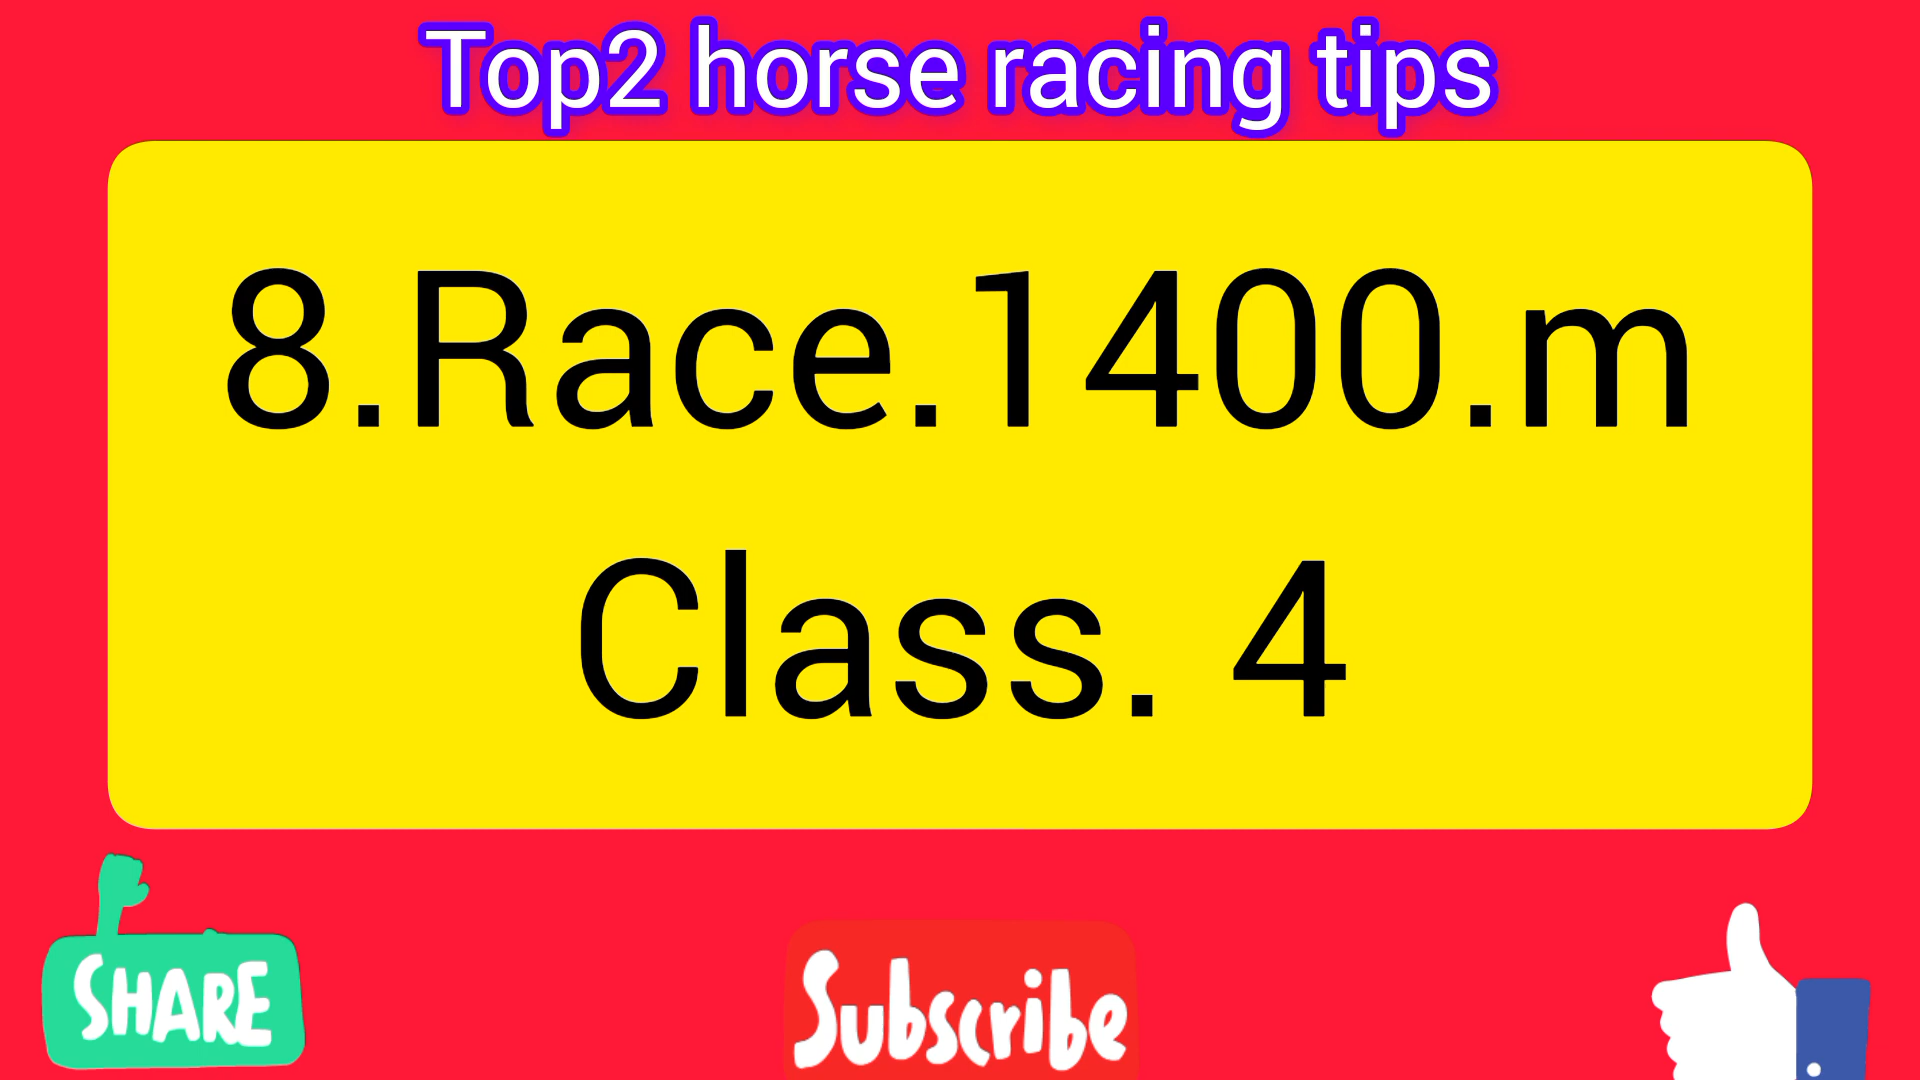 Top2 horse racing tips
8.Race.1400.m
Class. 4
SHARE
Subscribe